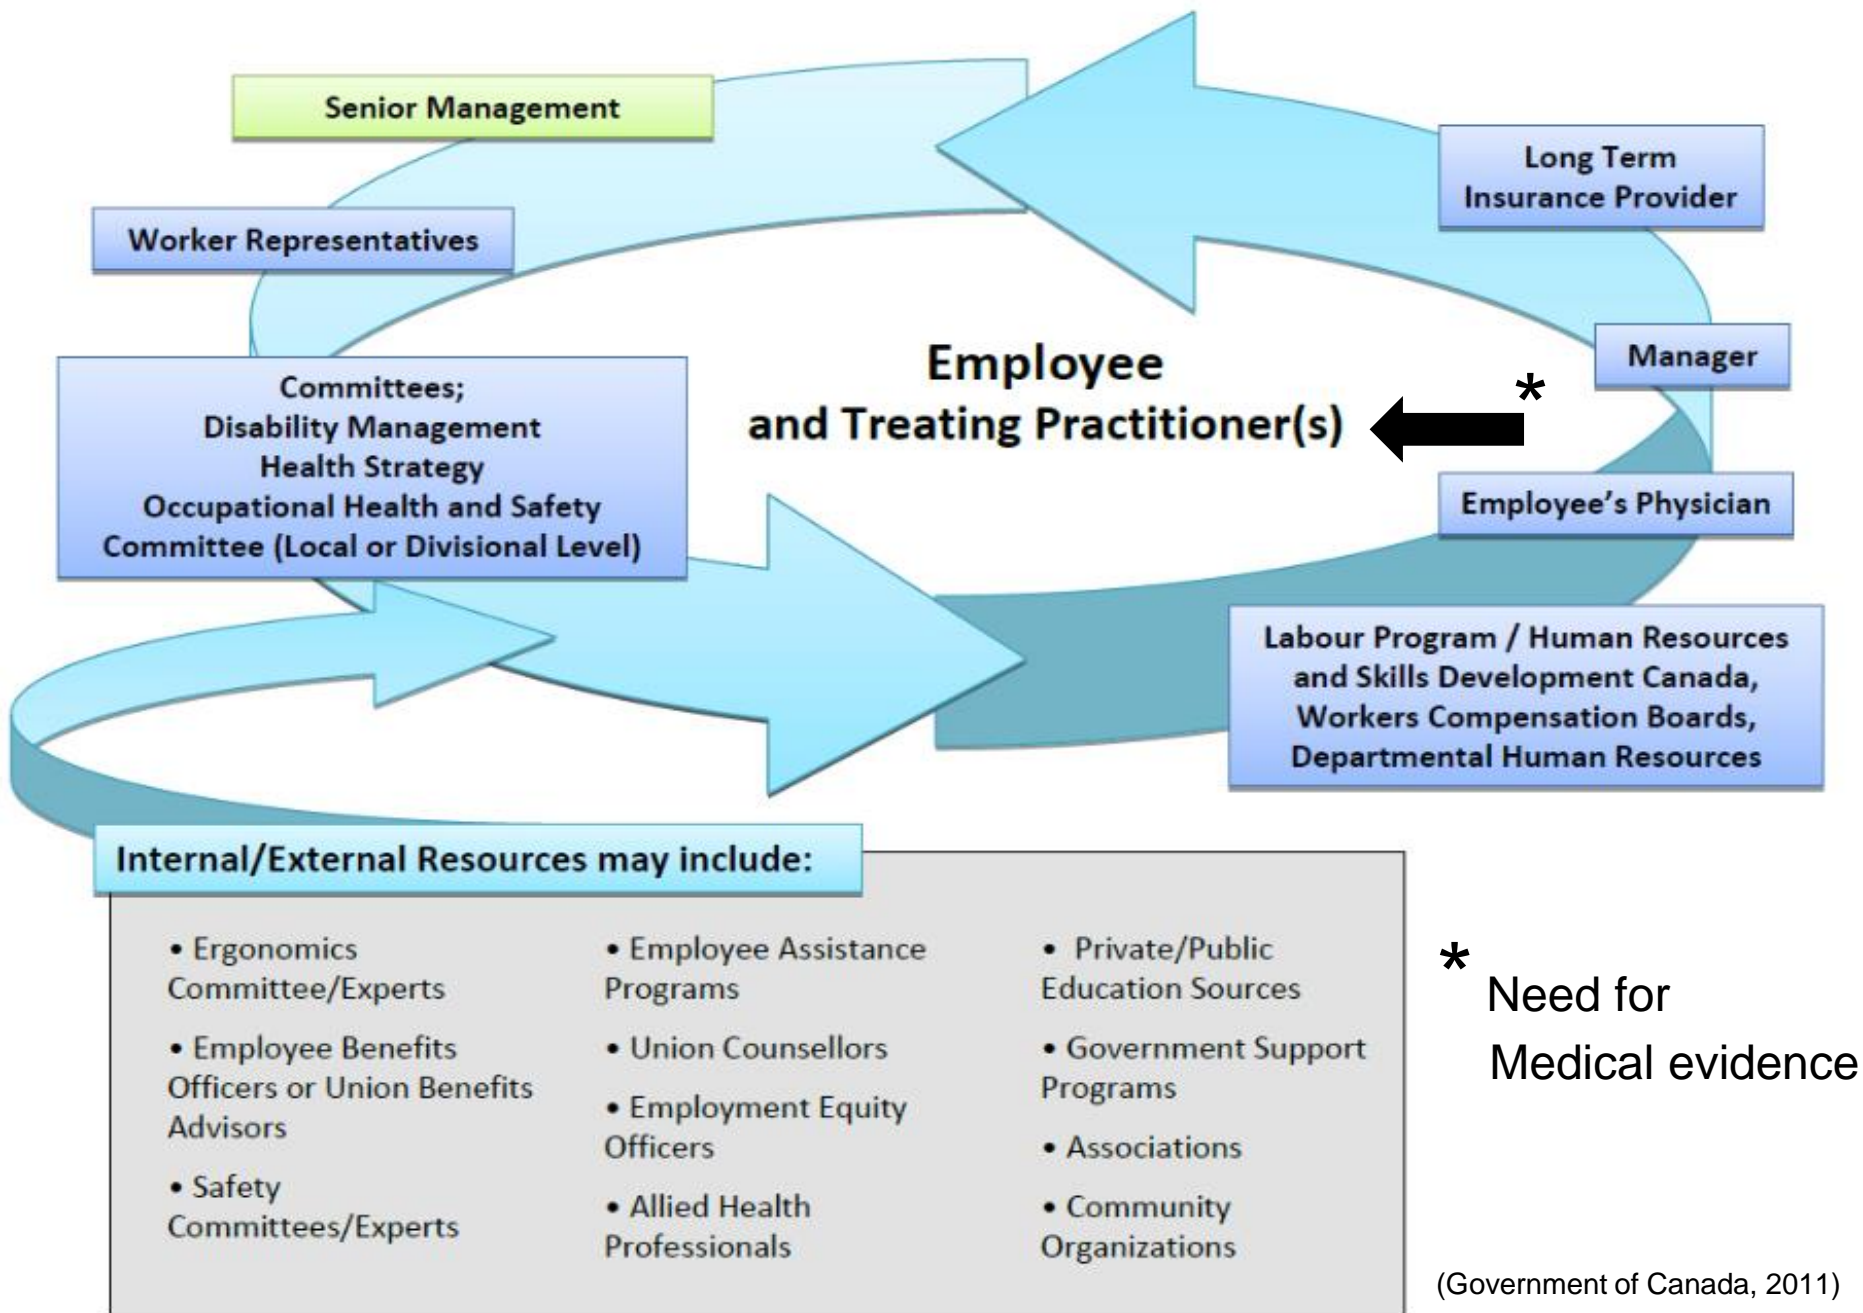 Senior Management
Long Term
Insurance Provider
Worker Representatives
Manager
Committees;
Disability Management
Health Strategy
Occupational Health and Safety
Committee (Local or Divisional Level)
Employee
and Treating Practitioner(s)
*
Employee's Physician
Labour Program / Human Resources
and Skills Development Canada,
Workers Compensation Boards,
Departmental Human Resources
Internal/External Resources may include:
• Ergonomics
Committee/Experts
• Employee Benefits
Officers or Union Benefits
Advisors
• Safety
Committees/Experts
• Employee Assistance
Programs
• Union Counsellors
• Employment Equity
Officers
• Allied Health
Professionals
• Private/Public
Education Sources
• Government Support
Programs
• Associations
• Community
Organizations
* Need for
Medical evidence
(Government of Canada, 2011)